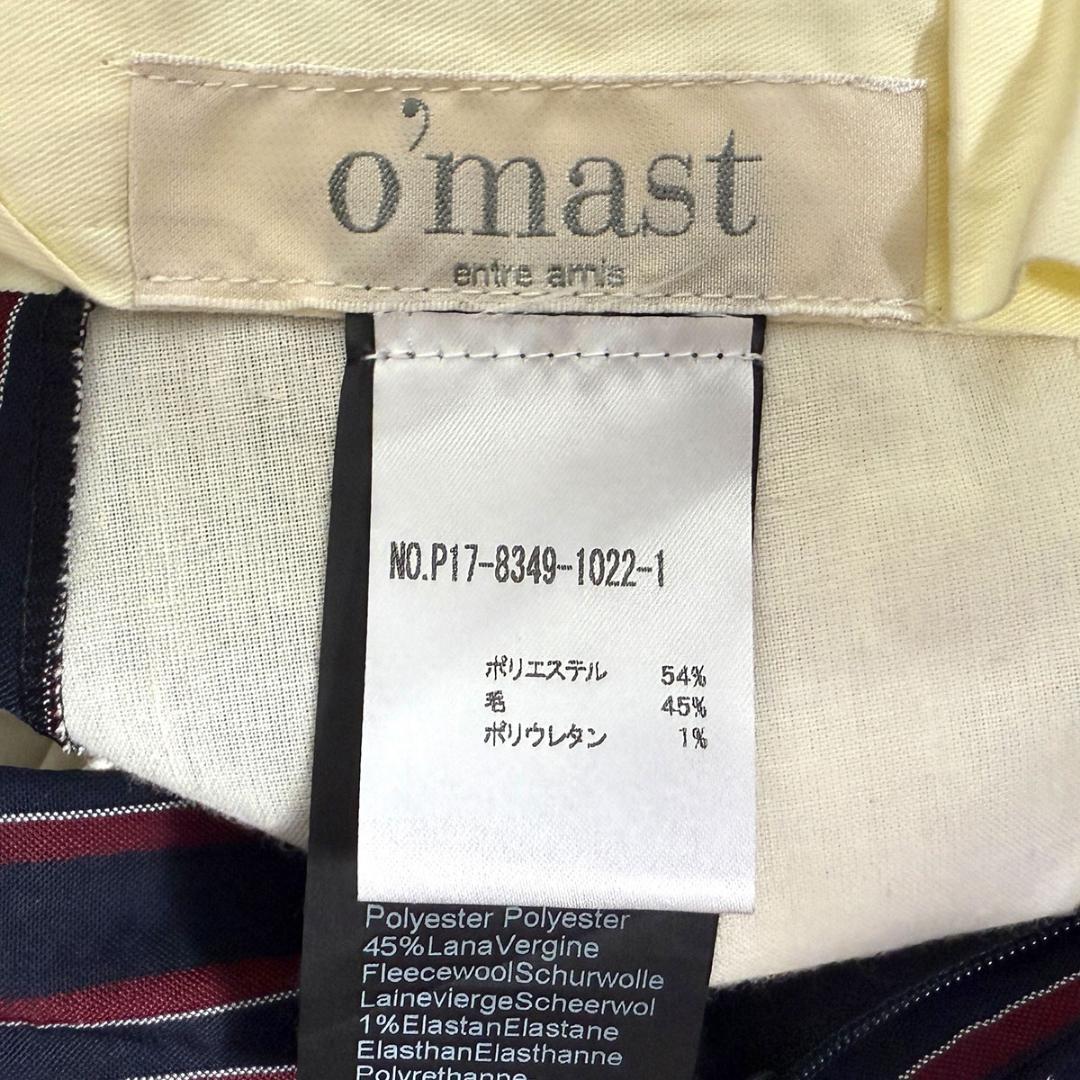 o'mast
entre amis
NO.P17-8349-1022-1
ポリエステル 54%
毛 45%
ポリウレタン 1%
Polyester Polyester
45%LanaVergine
FleecewoolSchurwolle
LaineviergeScheerwol
1%ElastanElastane
ElasthanElasthanne
Polyrethanne